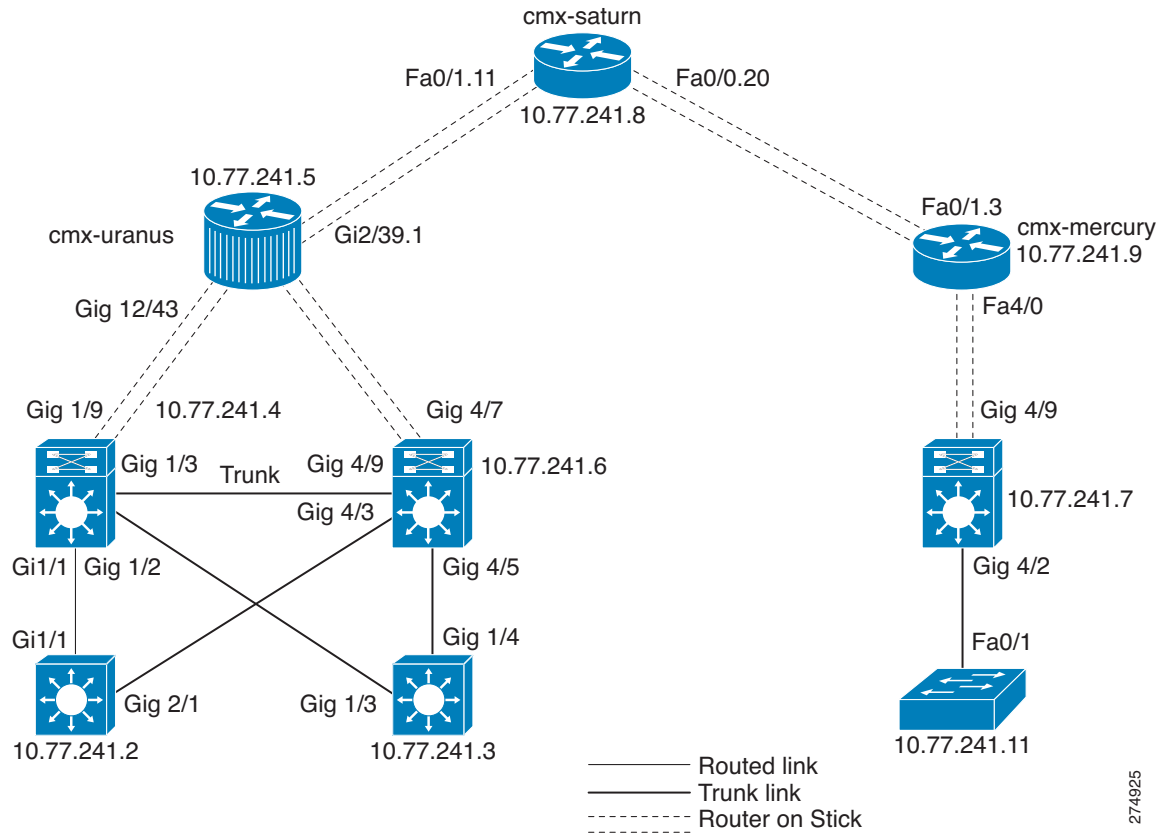 cmx-saturn
Fa0/1.11
Fa0/0.20
10.77.241.8
10.77.241.5
cmx-uranus
Gi2/39.1
Fa0/1.3
cmx-mercury
10.77.241.9
Gig 12/43
Fa4/0
Gig 1/9
10.77.241.4
Gig 4/7
Gig 4/9
Gig 1/3
Trunk
Gig 4/9
10.77.241.6
Gig 4/3
10.77.241.7
Gi1/1
Gig 1/2
Gig 4/5
Gig 4/2
Gi1/1
Gig 1/4
Fa0/1
Gig 2/1
Gig 1/3
10.77.241.2
10.77.241.3
10.77.241.11
Routed link
Trunk link
Router on Stick
274925